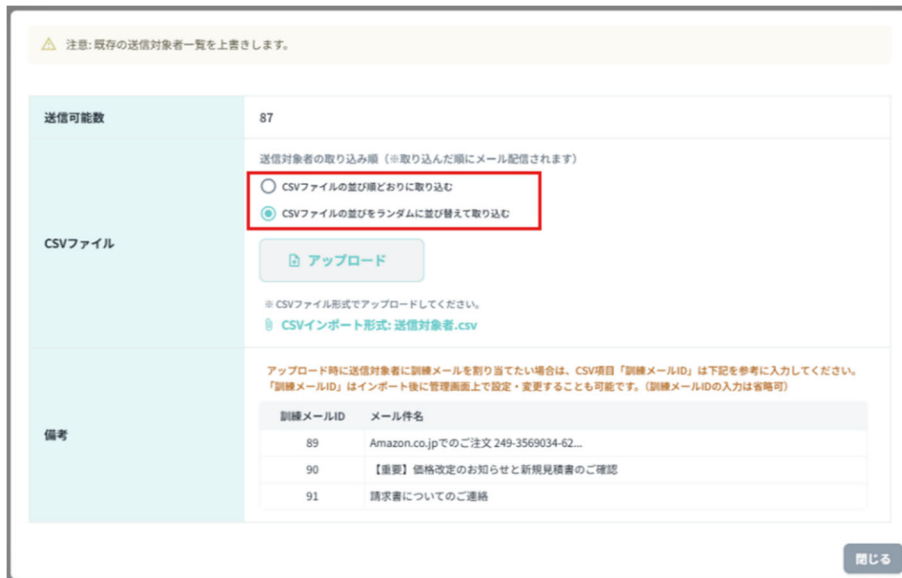 注意: 既存の送信対象者一覧を上書きします。
送信可能数
87
送信対象者の取り込み順（※取り込んだ順にメール配信されます）
CSVファイルの並び順どおりに取り込む
CSVファイルの並びをランダムに並び替えて取り込む
CSVファイル
アップロード
※ CSVファイル形式でアップロードしてください。
CSVインポート形式: 送信対象者.csv
アップロード時に送信対象者に訓練メールを割り当てたい場合は、CSV項目「訓練メールID」は下記を参考に入力してください。
「訓練メールID」はインポート後に管理画面上で設定・変更することも可能です。（訓練メールIDの入力は省略可）
備考
訓練メールID メール件名
89 Amazon.co.jpでのご注文 249-3569034-62...
90 【重要】価格改定のお知らせと新規見積書のご確認
91 請求書についてのご連絡
閉じる